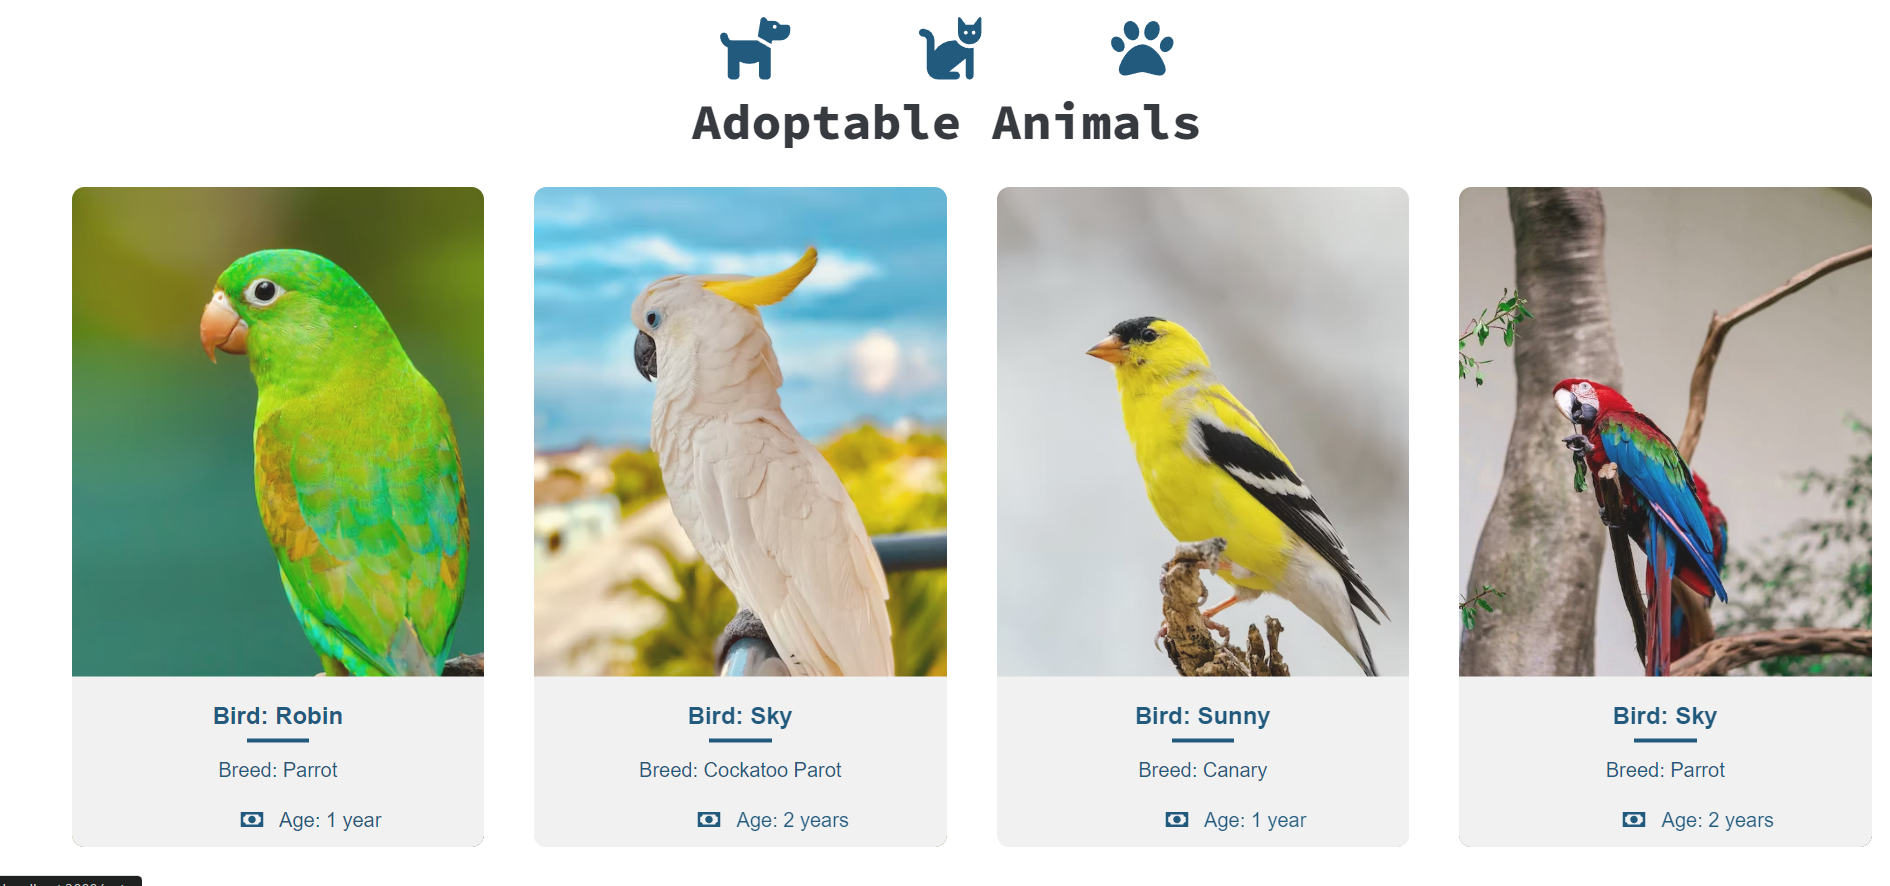 Adoptable Animals
Bird: Robin
Breed: Parrot
Age: 1 year
Bird: Sky
Breed: Cockatoo Parot
Age: 2 years
Bird: Sunny
Breed: Canary
Age: 1 year
Bird: Sky
Breed: Parrot
Age: 2 years